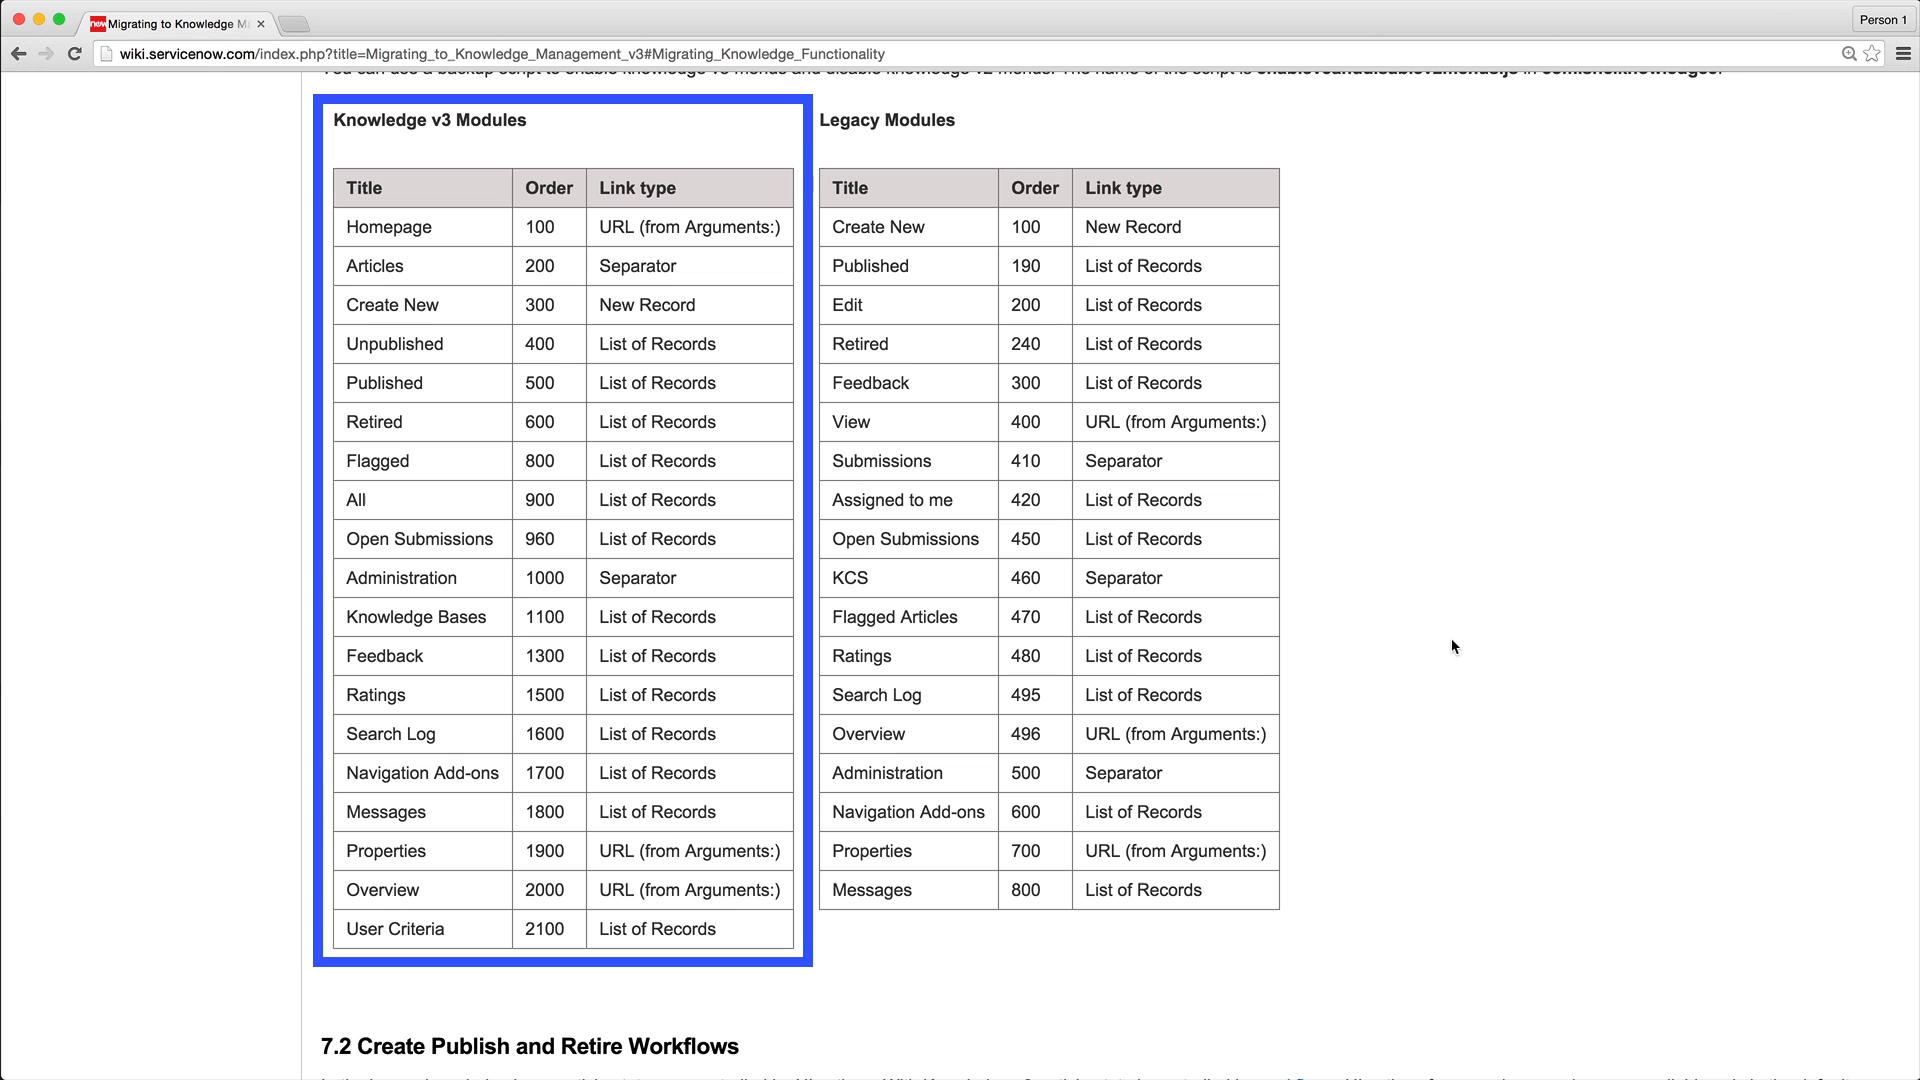 Migrating to Knowledge M
Person 1
wiki.servicenow.com/index.php?title=Migrating_to_Knowledge_Management_v3#Migrating_Knowledge_Functionality
Knowledge v3 Modules
Title Order Link type
Homepage 100 URL (from Arguments:)
Articles 200 Separator
Create New 300 New Record
Unpublished 400 List of Records
Published 500 List of Records
Retired 600 List of Records
Flagged 800 List of Records
All 900 List of Records
Open Submissions 960 List of Records
Administration 1000 Separator
Knowledge Bases 1100 List of Records
Feedback 1300 List of Records
Ratings 1500 List of Records
Search Log 1600 List of Records
Navigation Add-ons 1700 List of Records
Messages 1800 List of Records
Properties 1900 URL (from Arguments:)
Overview 2000 URL (from Arguments:)
User Criteria 2100 List of Records
Legacy Modules
Title Order Link type
Create New 100 New Record
Published 190 List of Records
Edit 200 List of Records
Retired 240 List of Records
Feedback 300 List of Records
View 400 URL (from Arguments:)
Submissions 410 Separator
Assigned to me 420 List of Records
Open Submissions 450 List of Records
KCS 460 Separator
Flagged Articles 470 List of Records
Ratings 480 List of Records
Search Log 495 List of Records
Overview 496 URL (from Arguments:)
Administration 500 Separator
Navigation Add-ons 600 List of Records
Properties 700 URL (from Arguments:)
Messages 800 List of Records
7.2 Create Publish and Retire Workflows